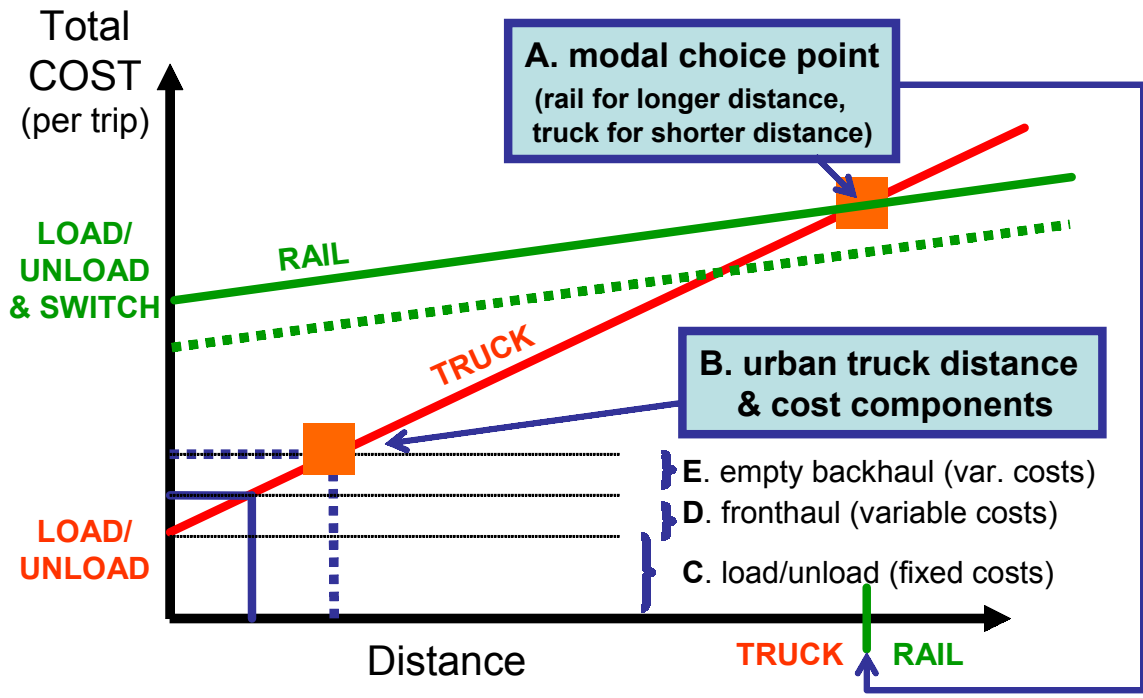 Total
COST
(per trip)
A. modal choice point
(rail for longer distance,
truck for shorter distance)
LOAD/
UNLOAD
& SWITCH
RAIL
TRUCK
B. urban truck distance
& cost components
E. empty backhaul (var. costs)
D. fronthaul (variable costs)
LOAD/
UNLOAD
C. load/unload (fixed costs)
Distance
TRUCK RAIL